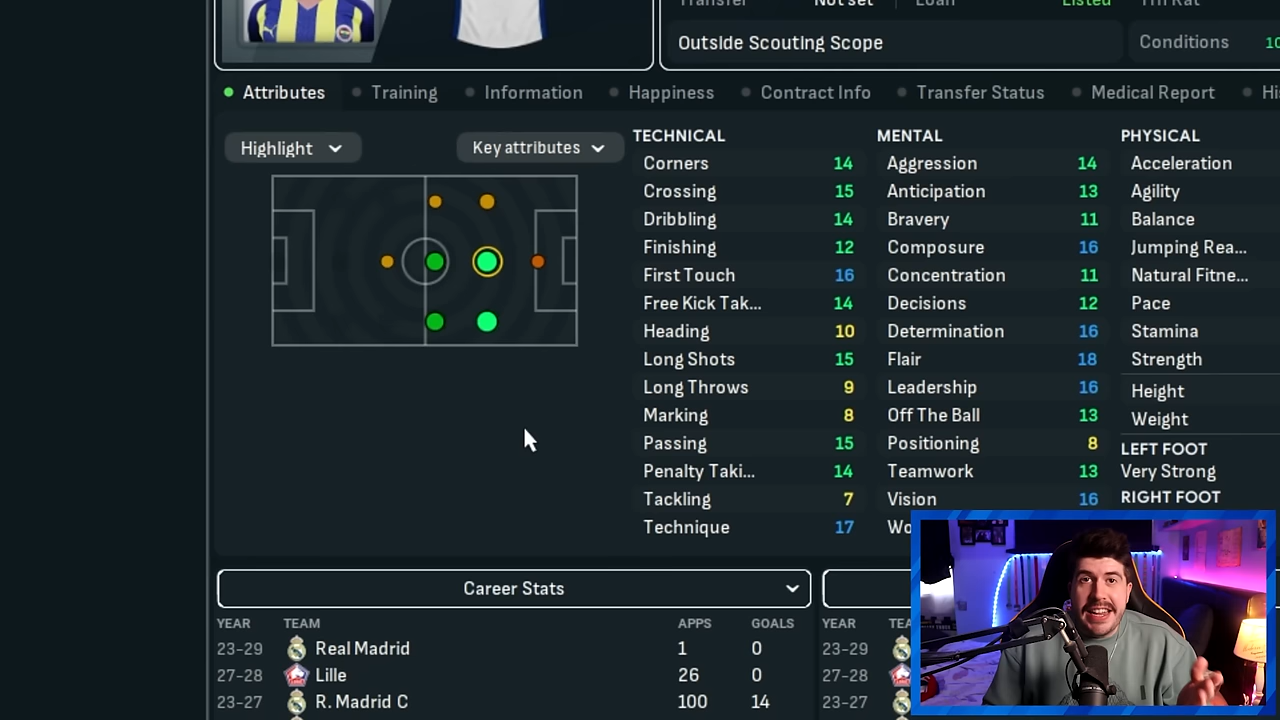 Transfer Not set Loan Listed
Outside Scouting Scope Conditions 10
Attributes Training Information Happiness Contract Info Transfer Status Medical Report
Highlight Key attributes
TECHNICAL MENTAL PHYSICAL
Corners 14 Aggression 14 Acceleration
Crossing 15 Anticipation 13 Agility
Dribbling 14 Bravery 11 Balance
Finishing 12 Composure 16 Jumping Rea...
First Touch 16 Concentration 11 Natural Fitne...
Free Kick Tak... 14 Decisions 12 Pace
Heading 10 Determination 16 Stamina
Long Shots 15 Flair 18 Strength
Long Throws 9 Leadership 16 Height
Marking 8 Off The Ball 13 Weight
Passing 15 Positioning 8 LEFT FOOT
Penalty Taki... 14 Teamwork 13 Very Strong
Tackling 7 Vision 16 RIGHT FOOT
Technique 17 Wo
Career Stats
YEAR TEAM APPS GOALS YEAR
23-29 Real Madrid 1 0 23-29
27-28 Lille 26 0 27-28
23-27 R. Madrid C 100 14 23-27